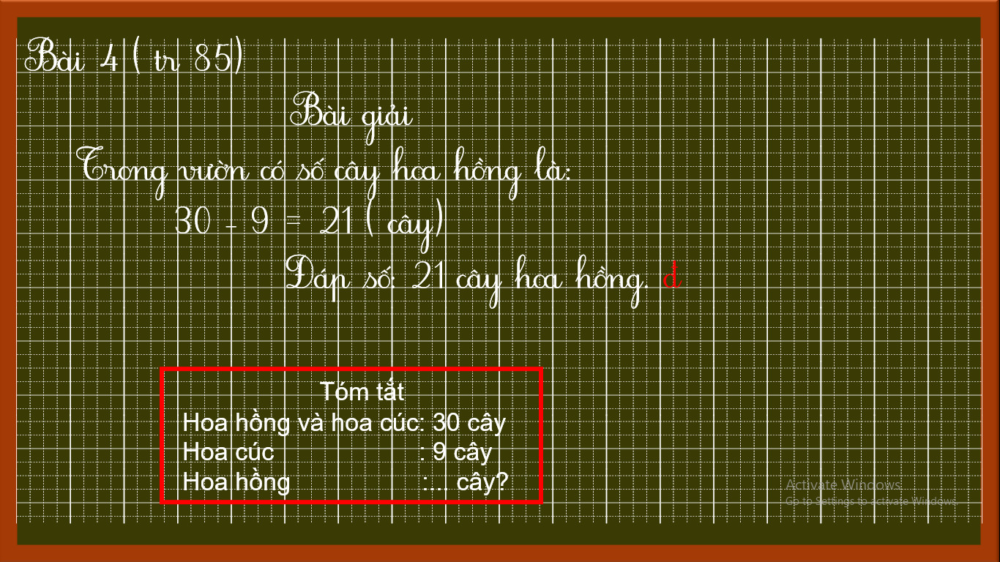 Bài 4 ( tr 85)
Bài giải
Trong vườn có số cây hoa hồng là:
30 - 9 = 21 ( cây)
Đáp số: 21 cây hoa hồng. d
Tóm tắt
Hoa hồng và hoa cúc: 30 cây
Hoa cúc : 9 cây
Hoa hồng :... cây?
Activate Windows
Go to Settings to activate Windows.